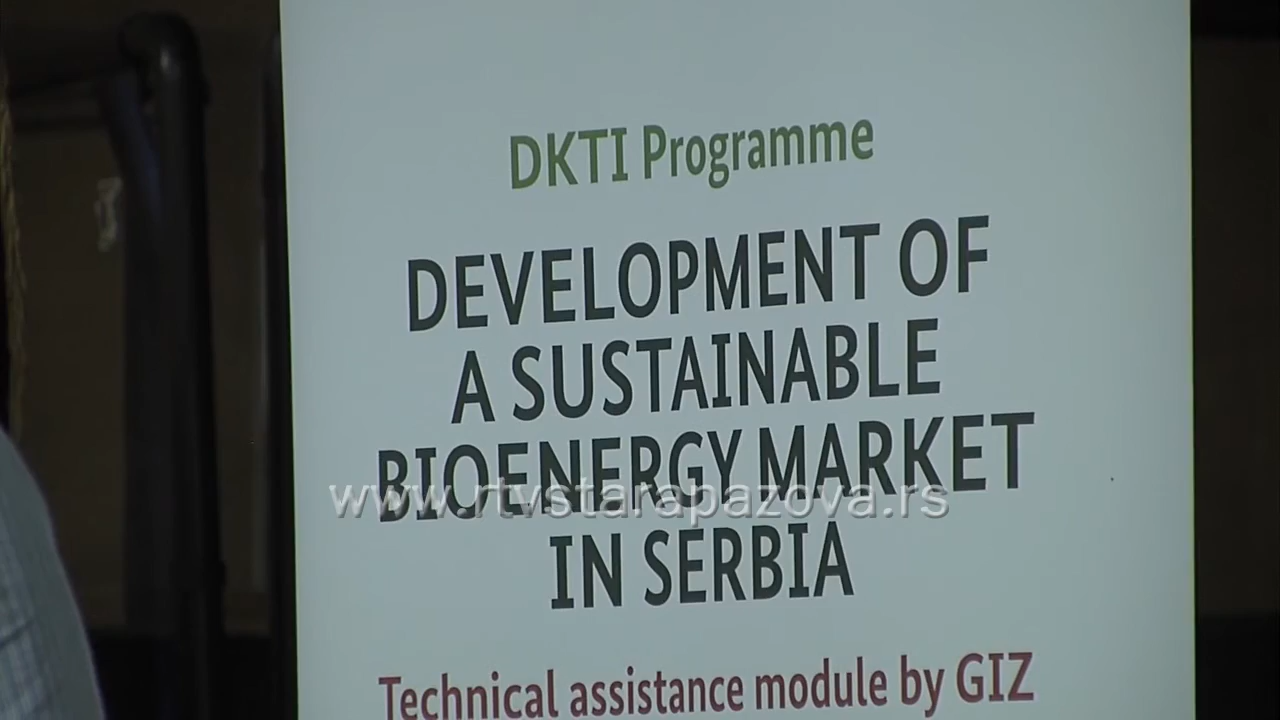 DKTI Programme
DEVELOPMENT OF
A SUSTAINABLE
BIOENERGY MARKET
www.rtvstarapazova.rs
IN SERBIA
Technical assistance module by GIZ